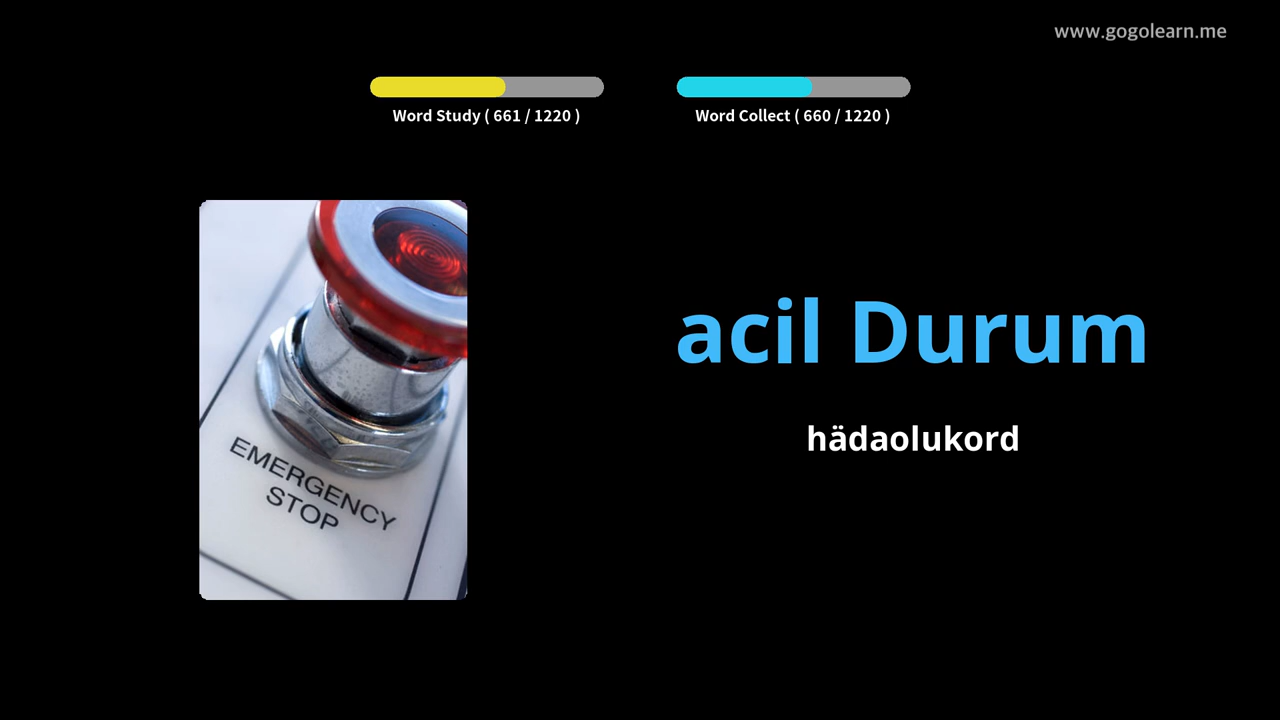 www.gogolearn.me
Word Study ( 661 / 1220 )
Word Collect ( 660 / 1220 )
EMERGENCY
STOP
acil Durum
hädaolukord